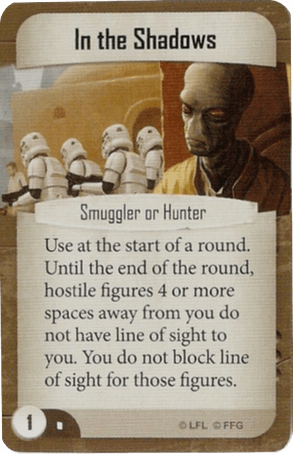 In the Shadows
Smuggler or Hunter
Use at the start of a round.
Until the end of the round,
hostile figures 4 or more
spaces away from you do
not have line of sight to
you. You do not block line
of sight for those figures.
1
© LFL © FFG